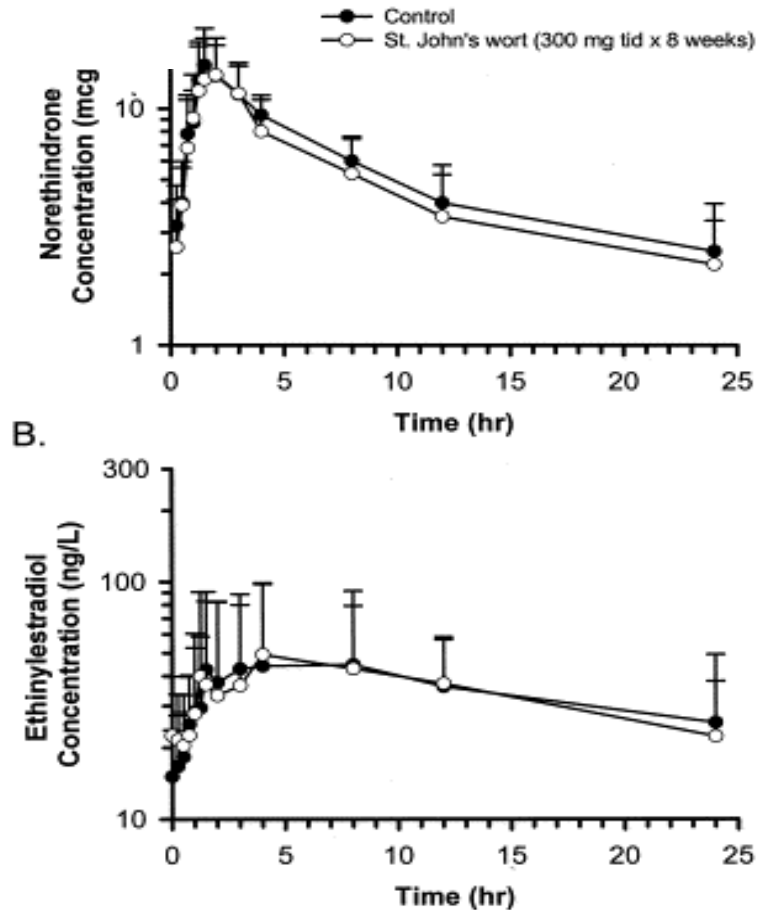 Control
St. John's wort (300 mg tid x 8 weeks)
Norethindrone
Concentration (mcg
10
1
0 5 10 15 20 25
Time (hr)
B.
Ethinylestradiol
Concentration (ng/L)
300
100
10
0 5 10 15 20 25
Time (hr)